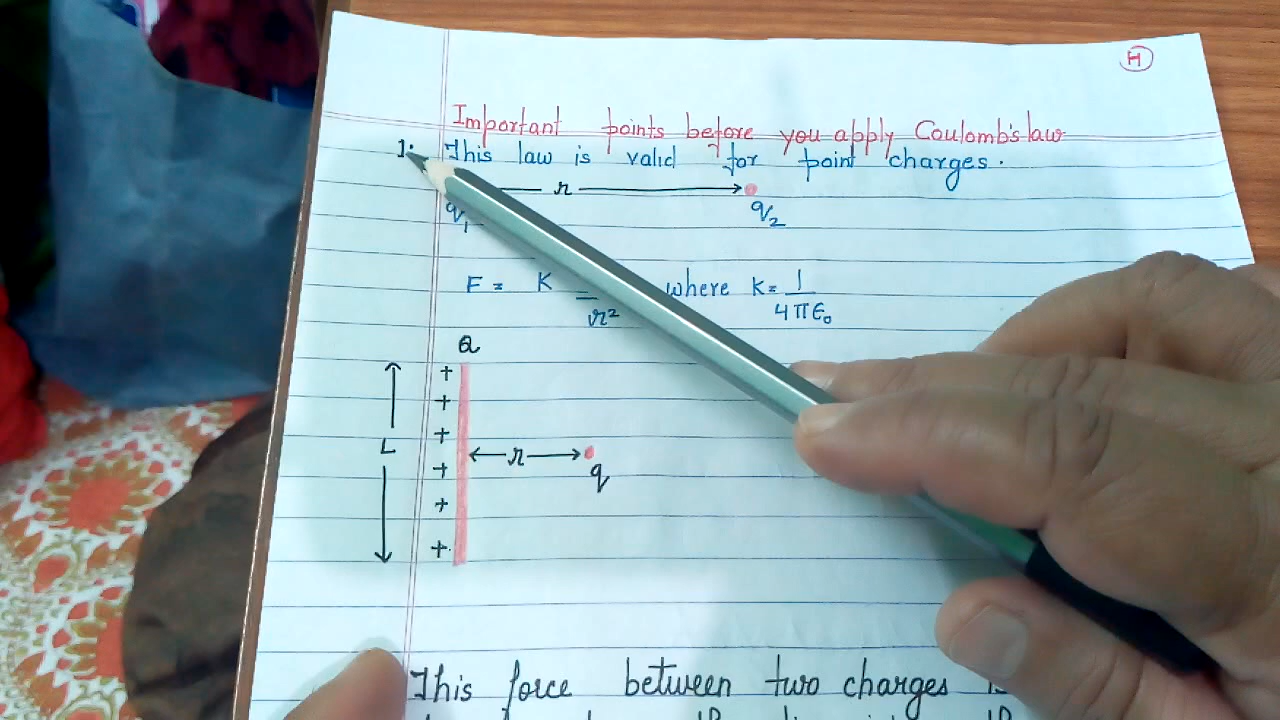 H
Important points before you apply Coulomb's law
1. This law is valid for point charges.
r
q₁ q₂
F = K / r² where K = 1 / 4πϵ₀
Q
+
+
+
+
+
+
L
r
q
This force between two charges